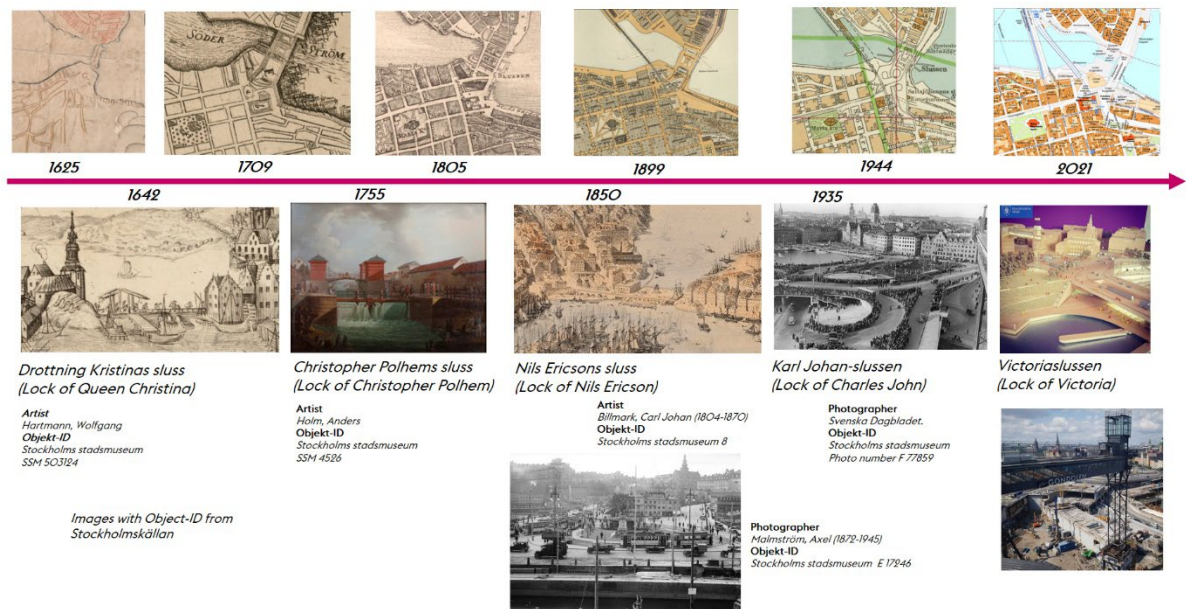 SÖDER
STRÖM
SLUSSEN
Slussen
1625
1709
1805
1899
1944
2021
1642
1755
1850
1935
Drottning Kristinas sluss
(Lock of Queen Christina)
Artist
Hartmann, Wolfgang
Objekt-ID
Stockholms stadsmuseum
SSM 503124
Christopher Polhems sluss
(Lock of Christopher Polhem)
Artist
Holm, Anders
Objekt-ID
Stockholms stadsmuseum
SSM 4526
Nils Ericsons sluss
(Lock of Nils Ericson)
Artist
Billmark, Carl Johan (1804-1870)
Objekt-ID
Stockholms stadsmuseum 8
Karl Johan-slussen
(Lock of Charles John)
Photographer
Svenska Dagbladet.
Objekt-ID
Stockholms stadsmuseum
Photo number F 77859
Victoriaslussen
(Lock of Victoria)
Images with Object-ID from
Stockholmskällan
Photographer
Malmström, Axel (1872-1945)
Objekt-ID
Stockholms stadsmuseum E 17246
GONDOLEN